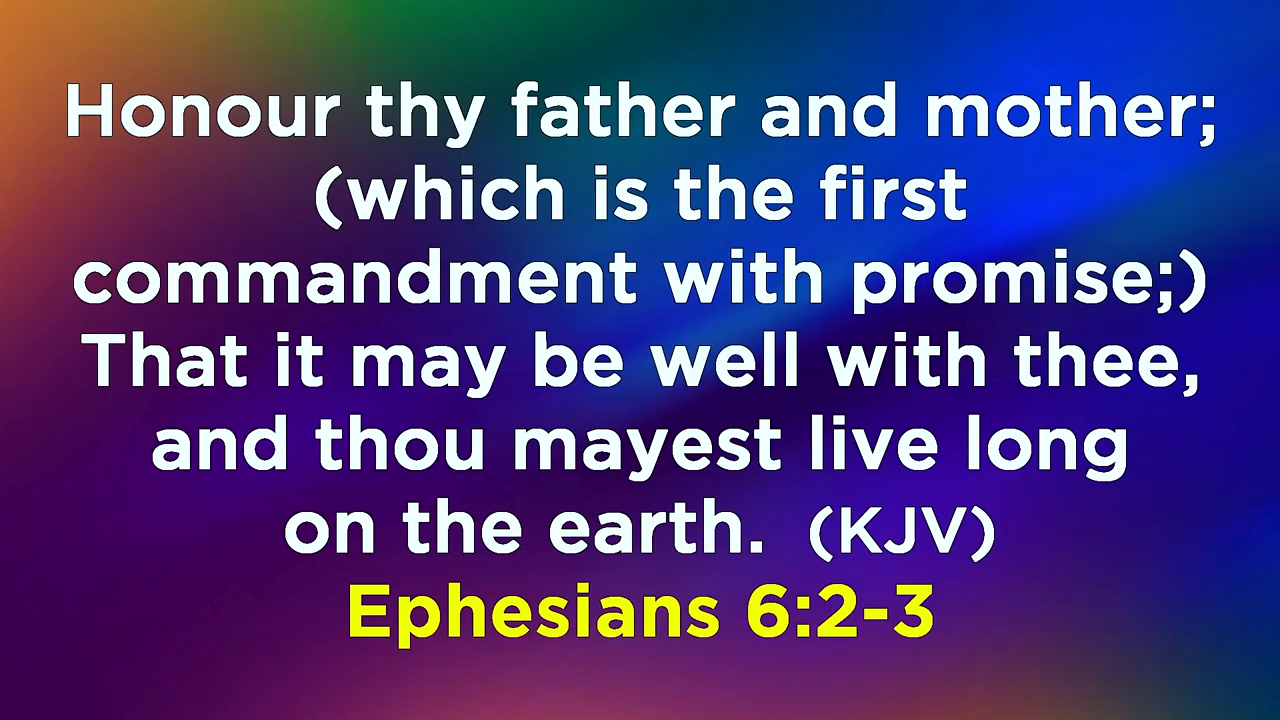 Honour thy father and mother;
(which is the first
commandment with promise;)
That it may be well with thee,
and thou mayest live long
on the earth. (KJV)
Ephesians 6:2-3